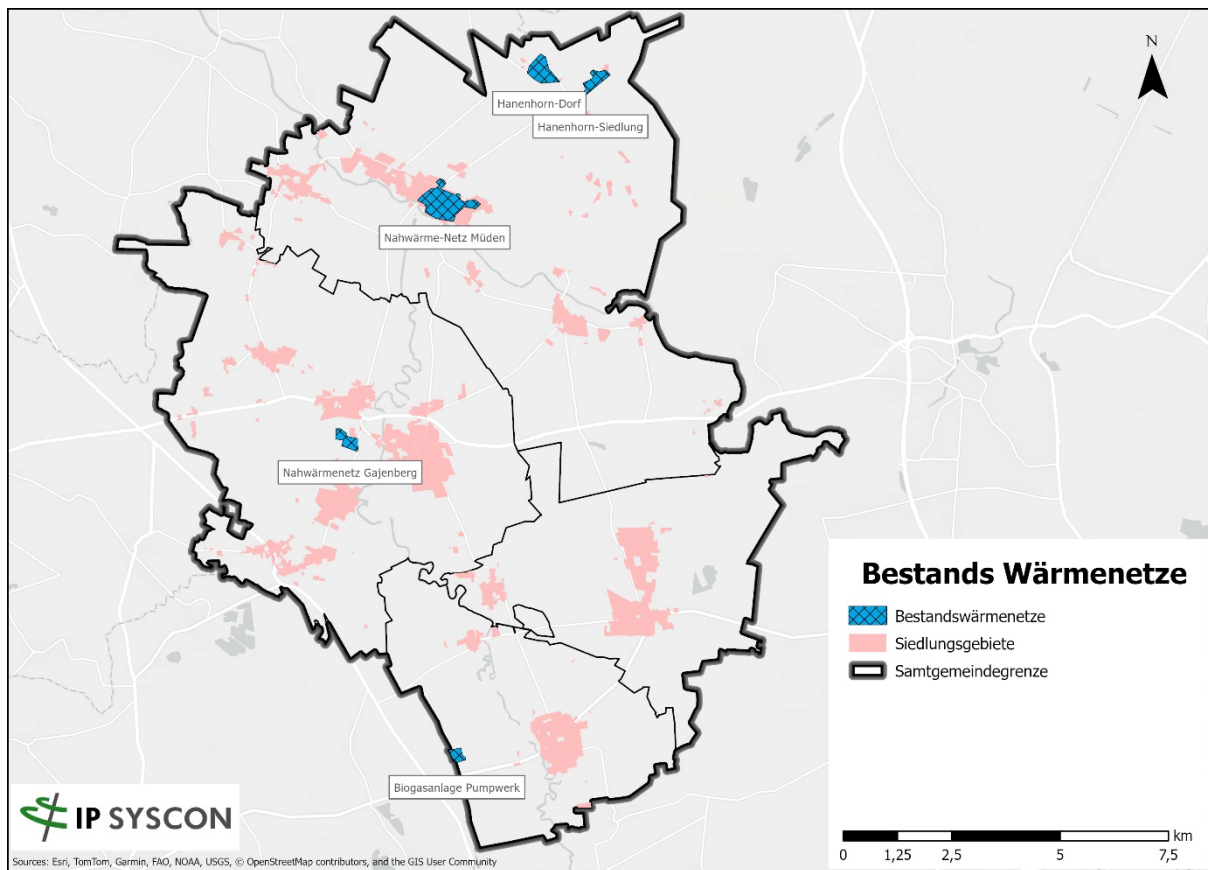 N
Hanenhorn-Dorf
Hanenhorn-Siedlung
Nahwärme-Netz Müden
Nahwärmenetz Gajenberg
Biogasanlage Pumpwerk
Bestands Wärmenetze
Bestandswärmenetze
Siedlungsgebiete
Samtgemeindegrenze
km
0 1,25 2,5 5 7,5
IP SYSCON
Sources: Esri, TomTom, Garmin, FAO, NOAA, USGS, © OpenStreetMap contributors, and the GIS User Community